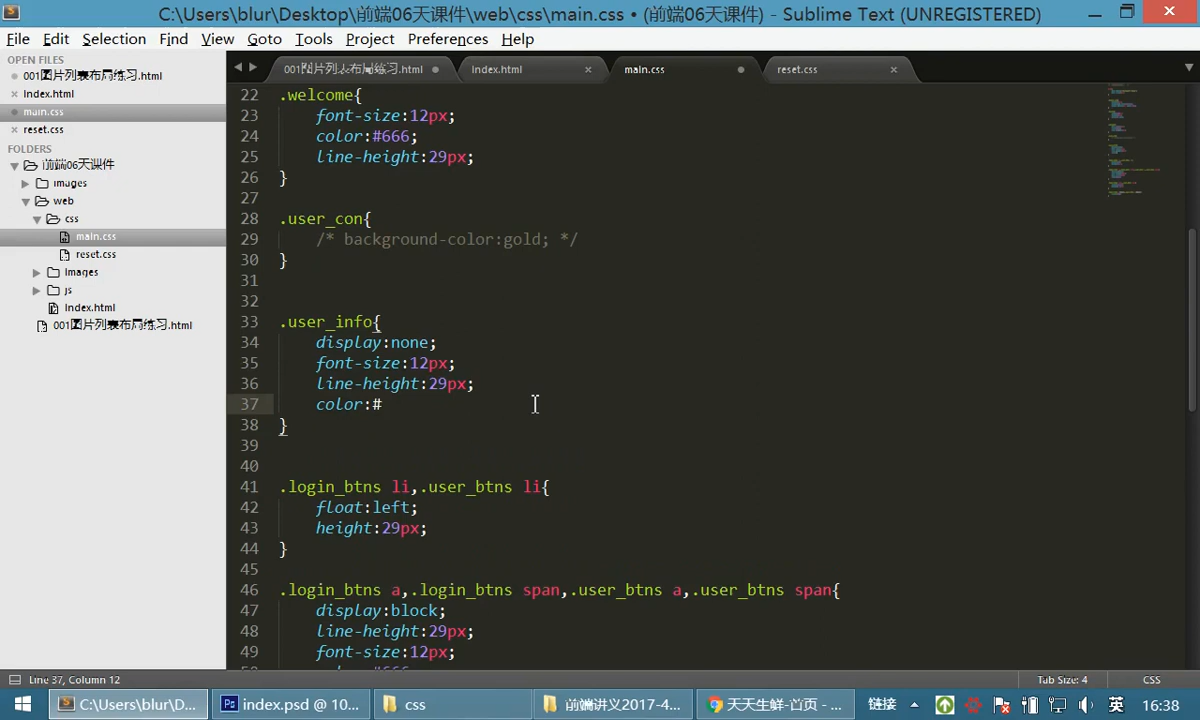 C:\Users\blur\Desktop\前端06天课件\web\css\main.css • (前端06天课件) - Sublime Text (UNREGISTERED)
File Edit Selection Find View Goto Tools Project Preferences Help
OPEN FILES
001图片列表布局练习.html
Index.html
main.css
reset.css
FOLDERS
前端06天课件
images
web
css
main.css
reset.css
images
js
Index.html
001图片列表布局练习.html
001图片列表布局练习.html Index.html main.css reset.css
22 .welcome{
23 font-size:12px;
24 color:#666;
25 line-height:29px;
26 }
27
28 .user_con{
29 /* background-color:gold; */
30 }
31
32
33 .user_info{
34 display:none;
35 font-size:12px;
36 line-height:29px;
37 color:#
38 }
39
40
41 .login_btns li,.user_btns li{
42 float:left;
43 height:29px;
44 }
45
46 .login_btns a,.login_btns span,.user_btns a,.user_btns span{
47 display:block;
48 line-height:29px;
49 font-size:12px;
Line 37, Column 12 Tab Size: 4 CSS
C:\Users\blur\D... index.psd @ 10... css 前端讲义2017-4... 天天生鲜-首页 - ... 链接 英 16:38